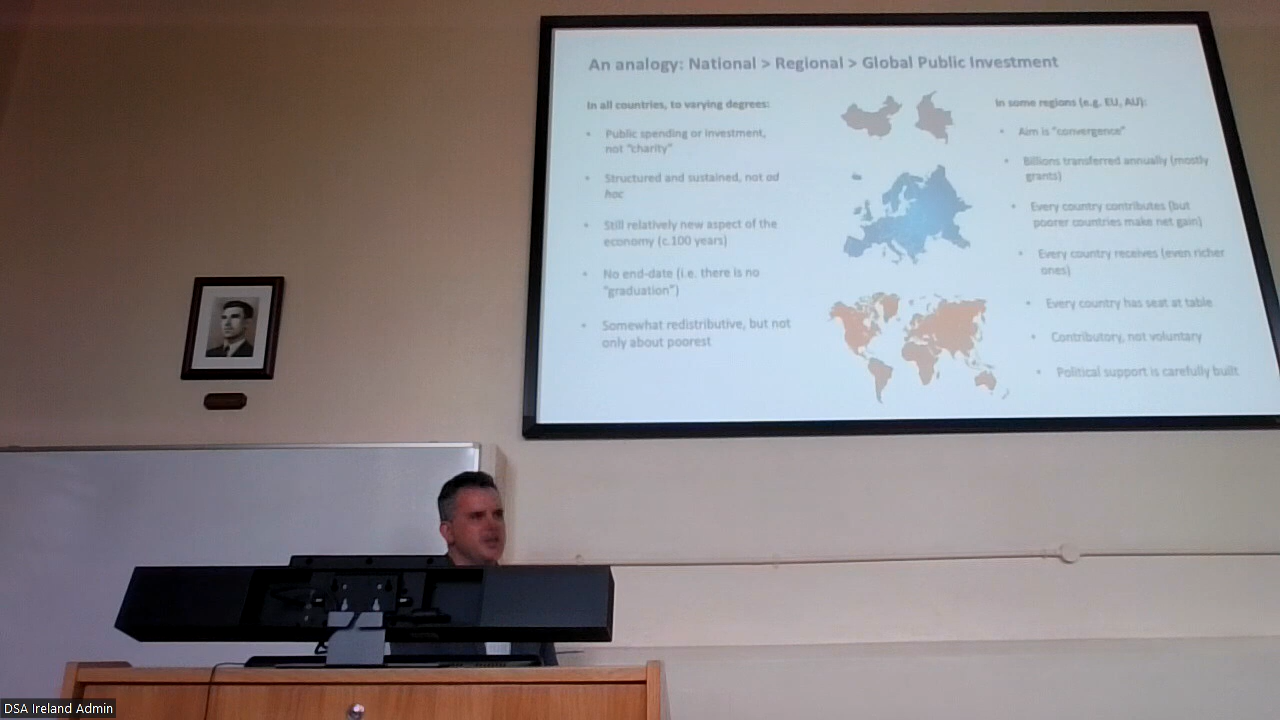 An analogy: National > Regional > Global Public Investment
In all countries, to varying degrees:
• Public spending or investment,
not "charity"
• Structured and sustained, not ad
hoc
• Still relatively new aspect of the
economy (c.100 years)
• No end-date (i.e. there is no
"graduation")
• Somewhat redistributive, but not
only about poorest
In some regions (e.g. EU, AU):
• Aim is "convergence"
• Billions transferred annually (mostly
grants)
• Every country contributes (but
poorer countries make net gain)
• Every country receives (even richer
ones)
• Every country has seat at table
• Contributory, not voluntary
• Political support is carefully built
DSA Ireland Admin